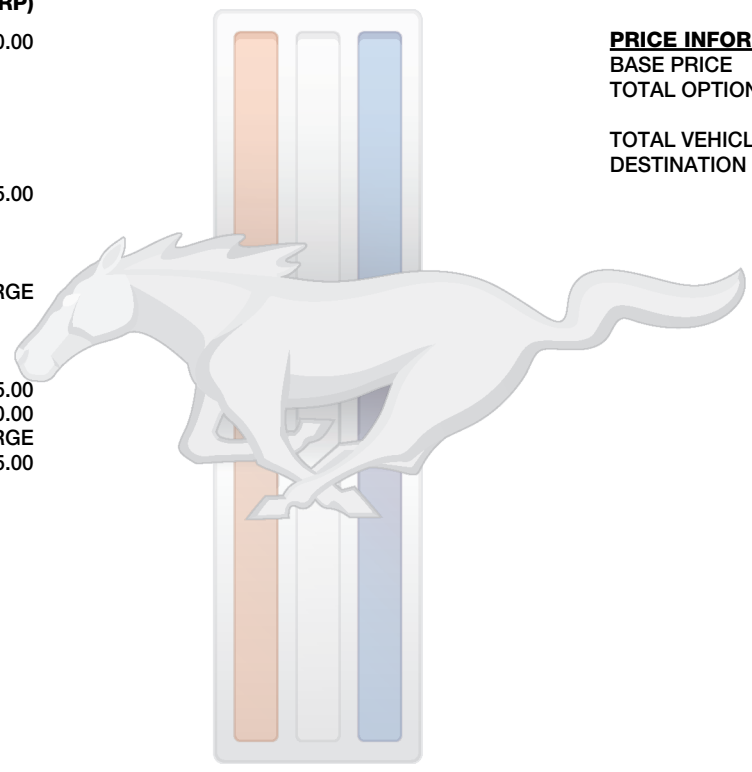 RP)
0.00
5.00
RGE
5.00
0.00
RGE
5.00
PRICE INFOR
BASE PRICE
TOTAL OPTION
TOTAL VEHICL
DESTINATION